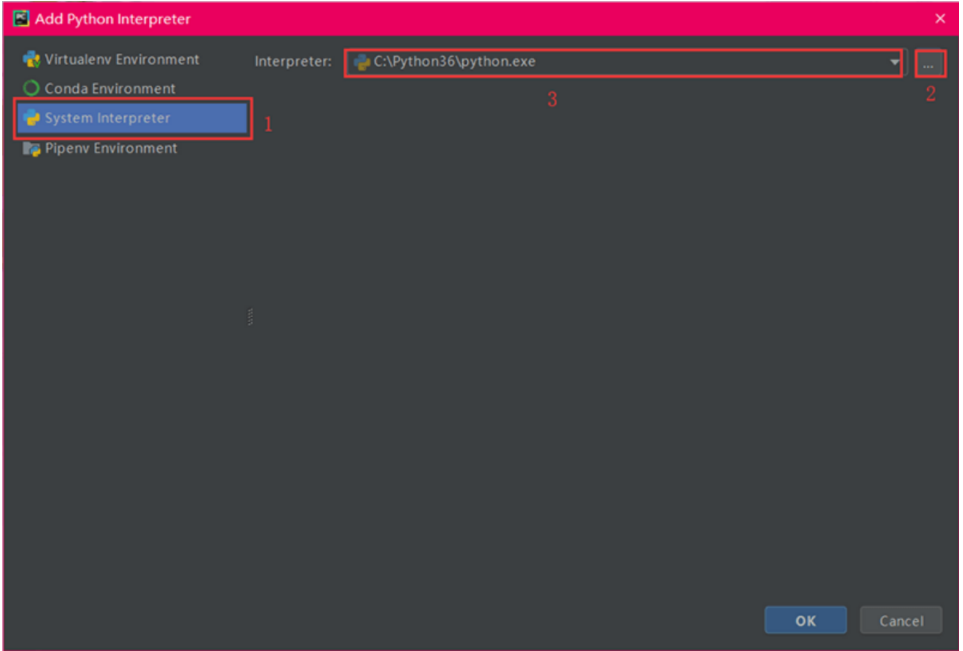 Add Python Interpreter
Virtualenv Environment
Interpreter: C:\Python36\python.exe ...
Conda Environment
3 2
System Interpreter 1
Pipenv Environment
OK Cancel